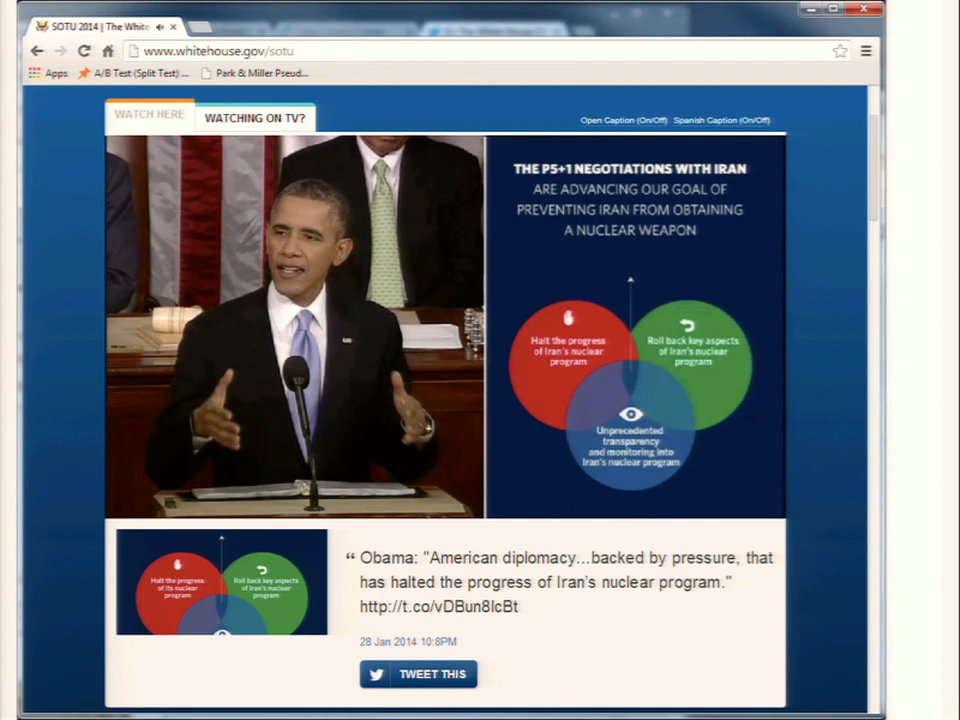 SOTU 2014 | The White
www.whitehouse.gov/sotu
Apps A/B Test (Split Test) ... Park & Miller Pseud...
WATCH HERE
WATCHING ON TV?
Open Caption (On/Off) Spanish Caption (On/Off)
THE P5+1 NEGOTIATIONS WITH IRAN
ARE ADVANCING OUR GOAL OF
PREVENTING IRAN FROM OBTAINING
A NUCLEAR WEAPON
Halt the progress
of Iran's nuclear
program
Roll back key aspects
of Iran's nuclear
program
Unprecedented
transparency
and monitoring into
Iran's nuclear program
Halt the progress
of its nuclear
program
Roll back key aspects
of Iran's nuclear
program
“ Obama: "American diplomacy...backed by pressure, that
has halted the progress of Iran's nuclear program."
http://t.co/vDBun8lcBt
28 Jan 2014 10:8PM
TWEET THIS